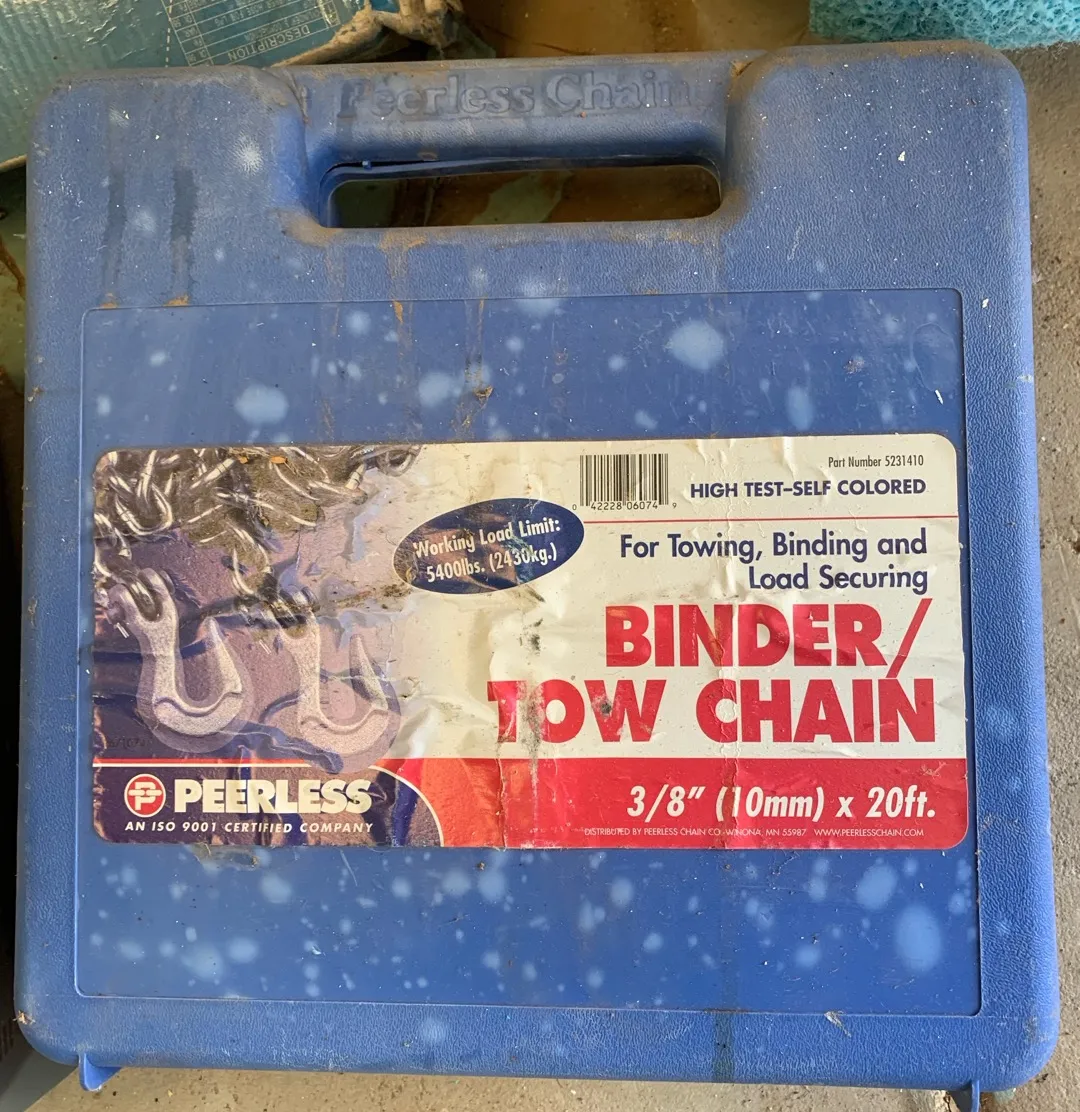 DESCRIPTION
Peerless Chain
0 42228 06074 9
Part Number 5231410
HIGH TEST–SELF COLORED
Working Load Limit:
5400lbs. (2430kg.)
For Towing, Binding and
Load Securing
BINDER/
TOW CHAIN
PEERLESS
AN ISO 9001 CERTIFIED COMPANY
3/8" (10mm) x 20ft.
DISTRIBUTED BY PEERLESS CHAIN CO. WINONA, MN 55987 WWW.PEERLESSCHAIN.COM